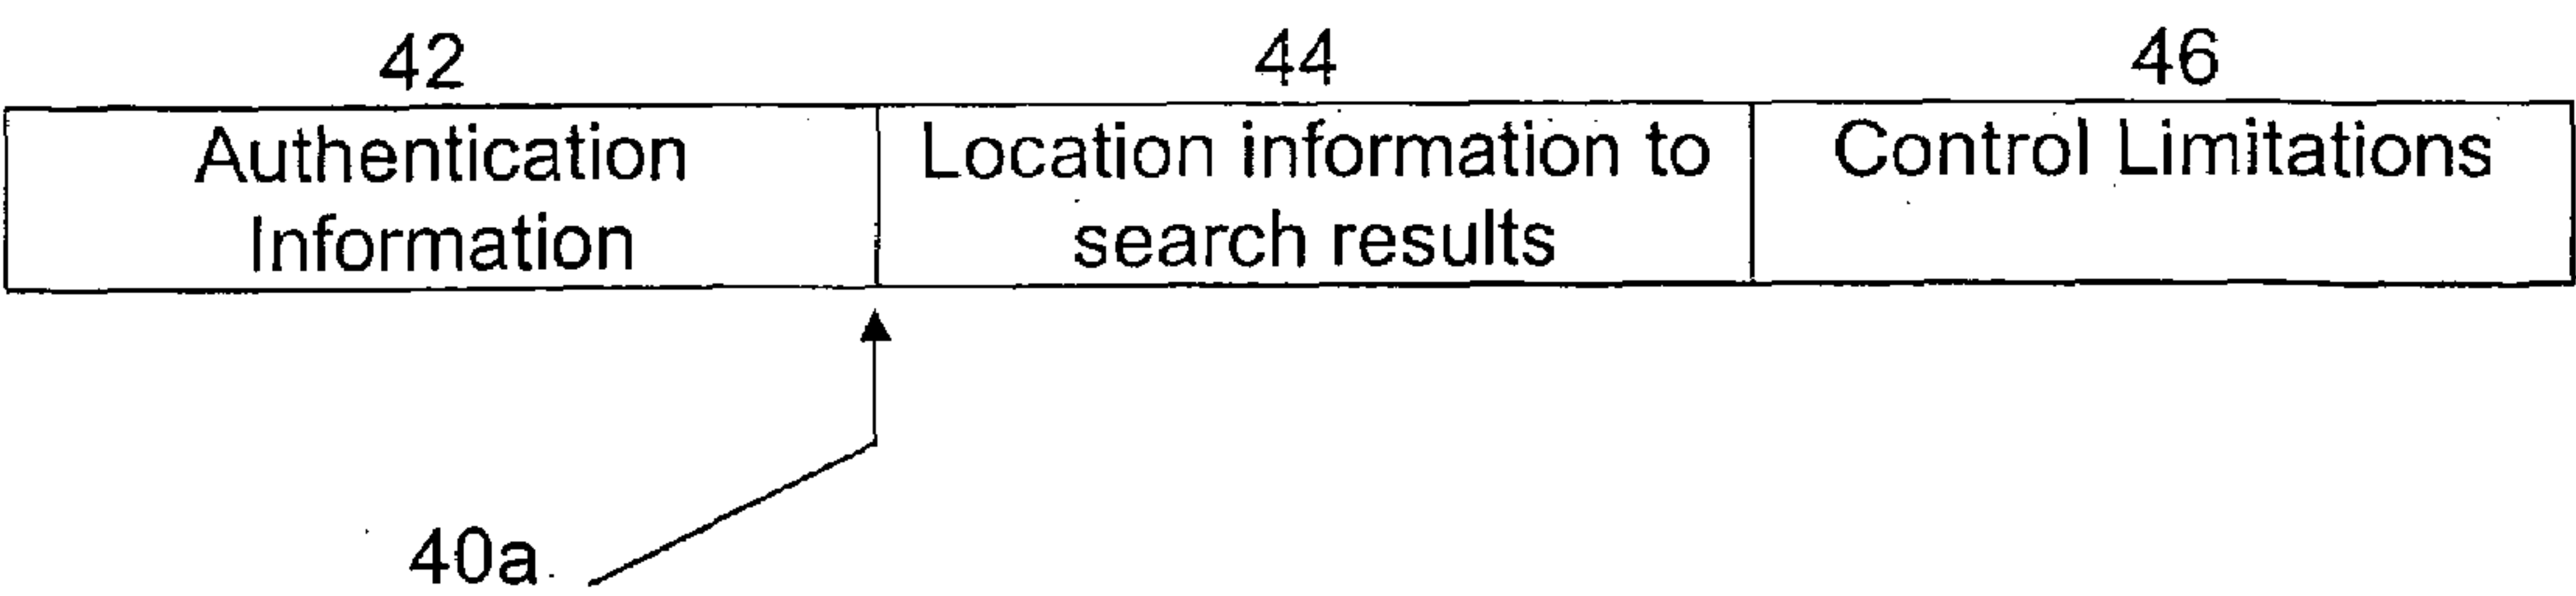 42 44 46
Authentication
Information
Location information to
search results
Control Limitations
40a